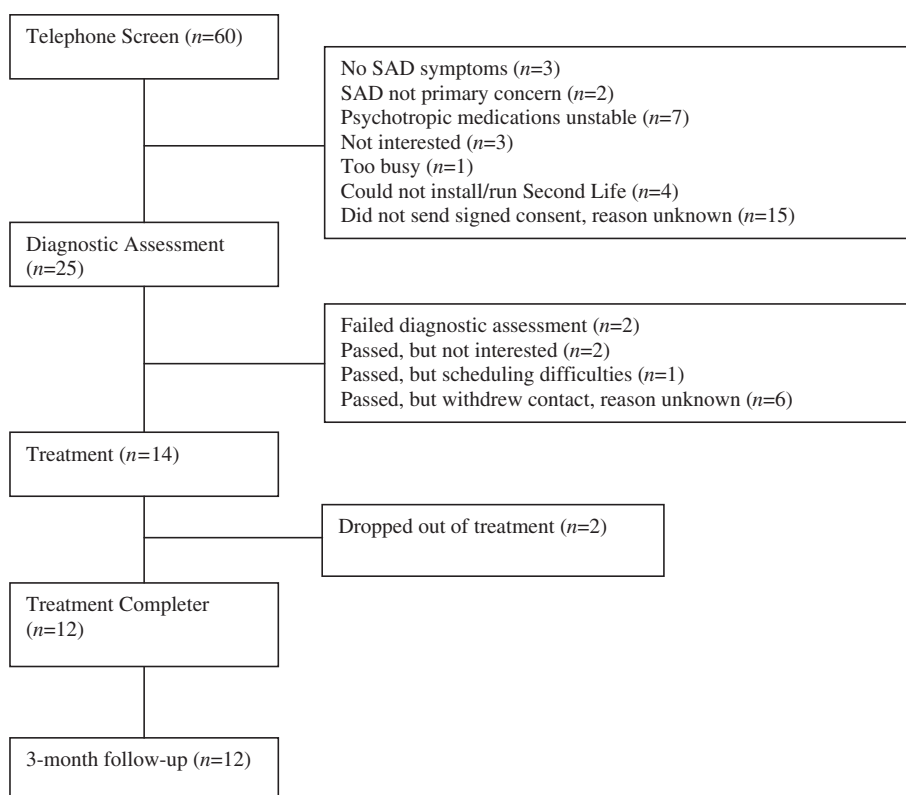 Telephone Screen (n=60)
No SAD symptoms (n=3)
SAD not primary concern (n=2)
Psychotropic medications unstable (n=7)
Not interested (n=3)
Too busy (n=1)
Could not install/run Second Life (n=4)
Did not send signed consent, reason unknown (n=15)
Diagnostic Assessment
(n=25)
Failed diagnostic assessment (n=2)
Passed, but not interested (n=2)
Passed, but scheduling difficulties (n=1)
Passed, but withdrew contact, reason unknown (n=6)
Treatment (n=14)
Dropped out of treatment (n=2)
Treatment Completer
(n=12)
3-month follow-up (n=12)